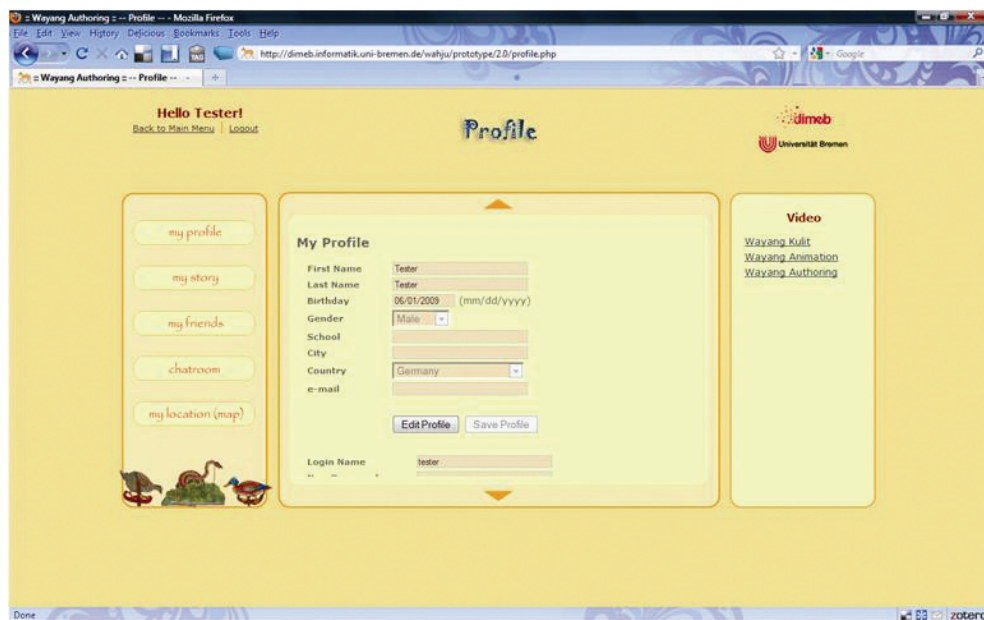 :: Wayang Authoring :: -- Profile -- - Mozilla Firefox
File Edit View History Delicious Bookmarks Tools Help
http://dimeb.informatik.uni-bremen.de/wahju/prototype/2.0/profile.php
Google
:: Wayang Authoring :: -- Profile --
Hello Tester!
Back to Main Menu | Logout
Profile
dimeb
Universität Bremen
my profile
my story
my friends
chatroom
my location (map)
My Profile
First Name Tester
Last Name Tester
Birthday 06/01/2009 (mm/dd/yyyy)
Gender Male
School
City
Country Germany
e-mail
Edit Profile Save Profile
Login Name tester
Video
Wayang Kulit
Wayang Animation
Wayang Authoring
Done
zotero